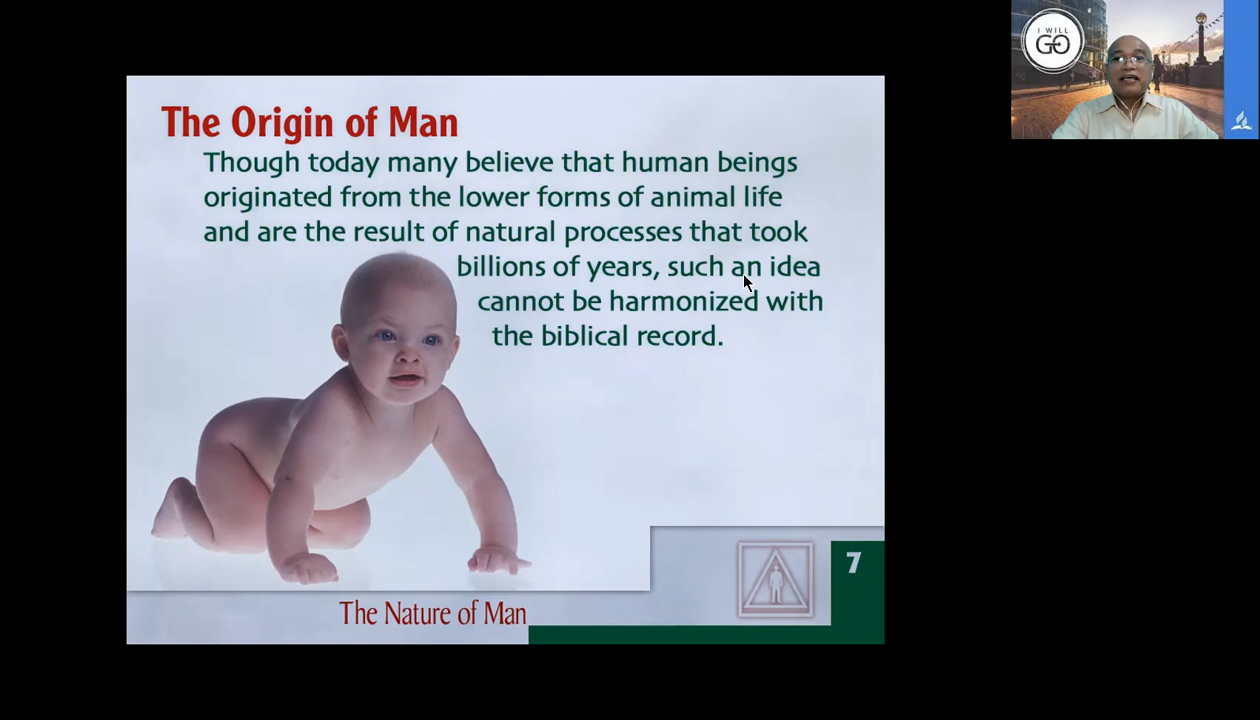 I WILL
GO
The Origin of Man
Though today many believe that human beings
originated from the lower forms of animal life
and are the result of natural processes that took
billions of years, such an idea
cannot be harmonized with
the biblical record.
7
The Nature of Man